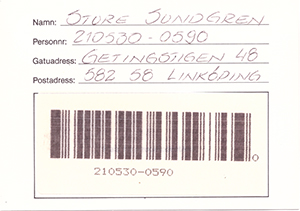 Namn: STURE SUNDGREN
Personnr: 210530-0590
Gatuadress: GETINGSTIGEN 48
Postadress: 582 58 LINKÖPING
210530-0590